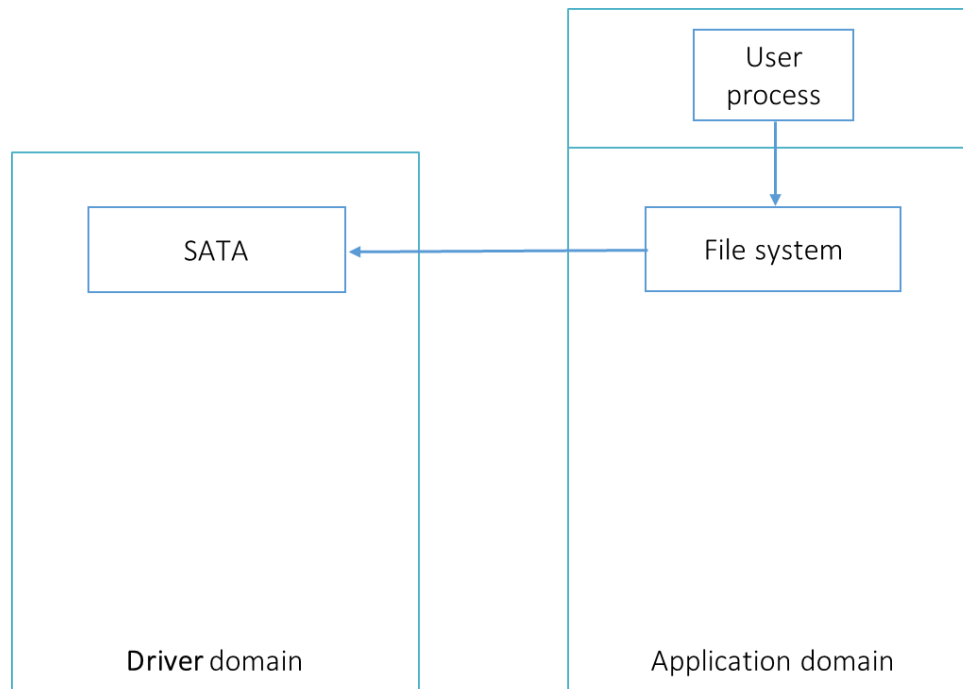 User
process
SATA
File system
Driver domain
Application domain